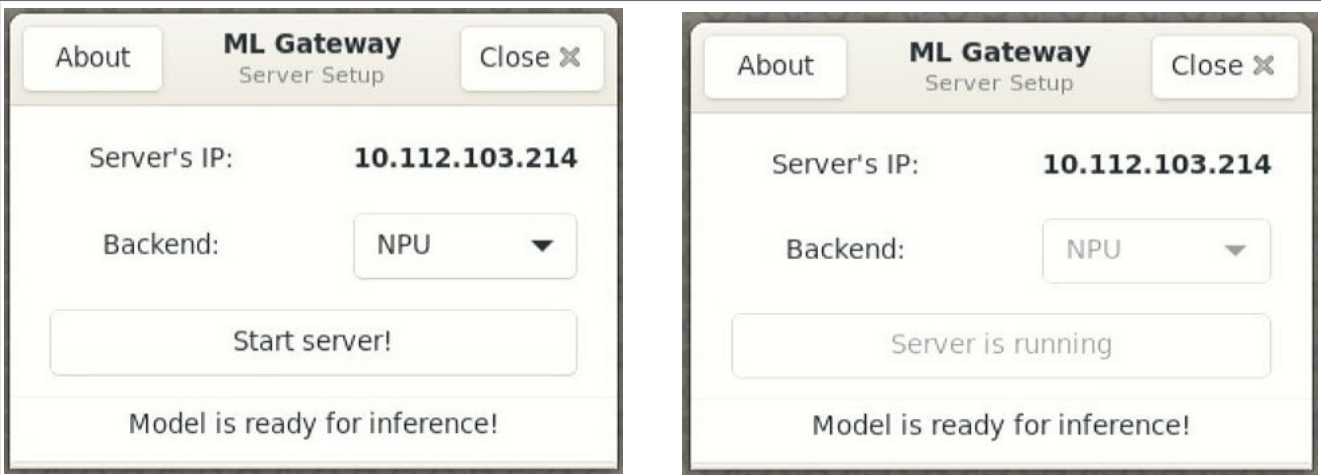 About
ML Gateway
Server Setup
Close
Server's IP:
10.112.103.214
Backend:
NPU
Start server!
Model is ready for inference!
About
ML Gateway
Server Setup
Close
Server's IP:
10.112.103.214
Backend:
NPU
Server is running
Model is ready for inference!